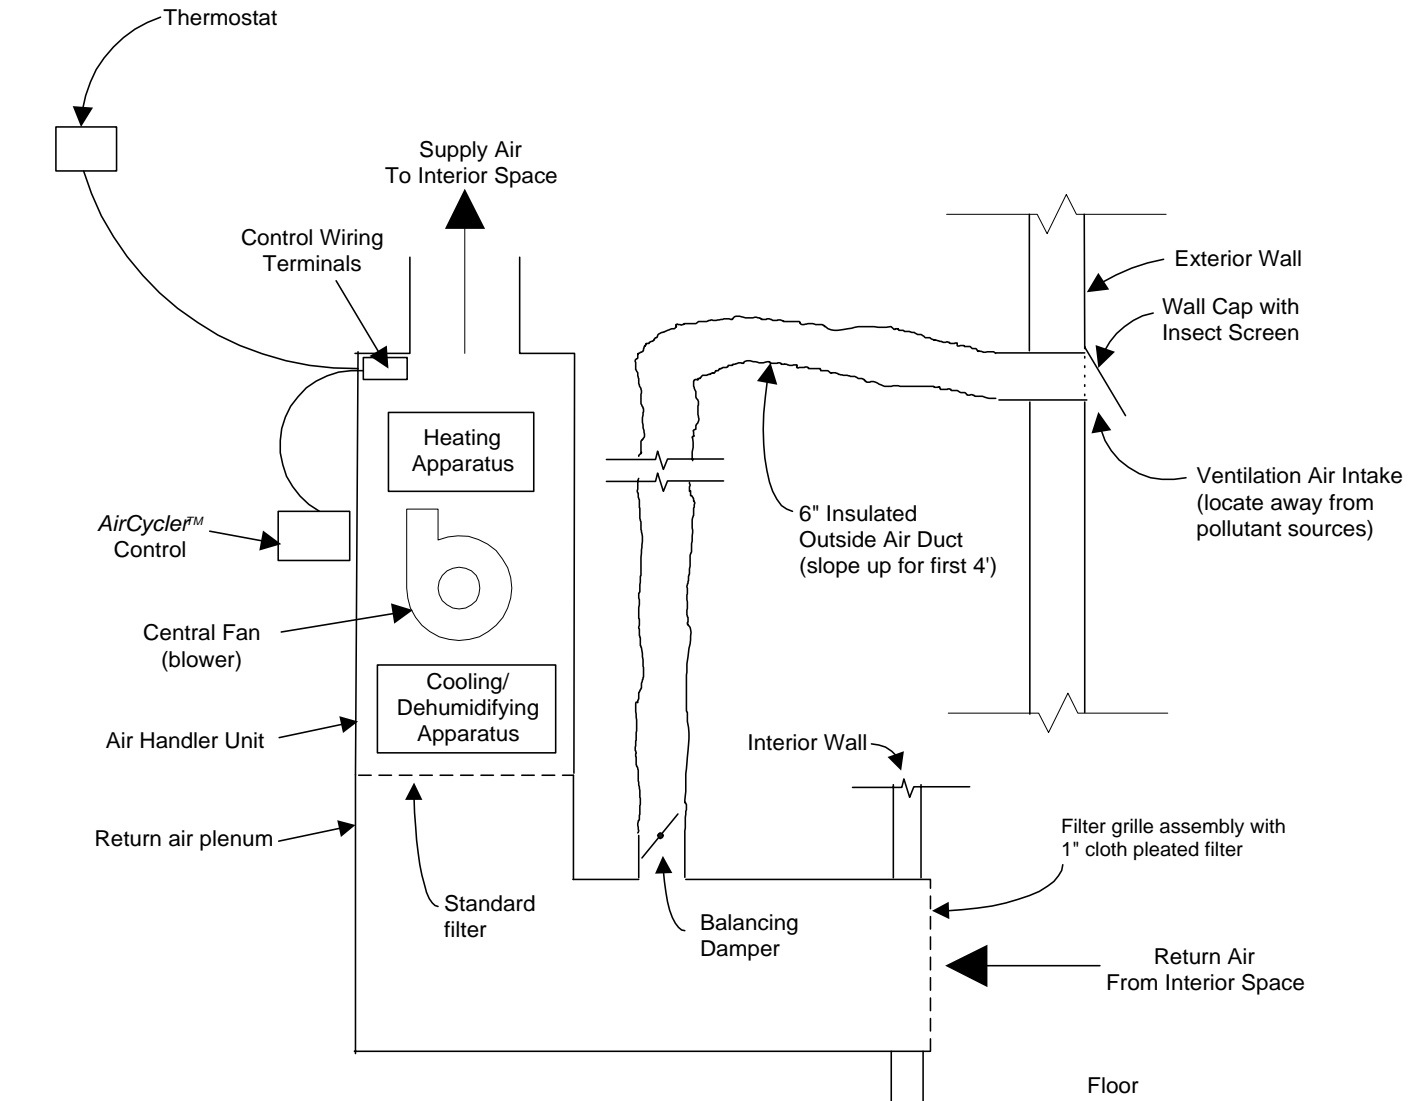 Thermostat
Supply Air
To Interior Space
Control Wiring
Terminals
Exterior Wall
Wall Cap with
Insect Screen
Heating
Apparatus
Ventilation Air Intake
(locate away from
pollutant sources)
AirCycler™
Control
6" Insulated
Outside Air Duct
(slope up for first 4')
Central Fan
(blower)
Cooling/
Dehumidifying
Apparatus
Air Handler Unit
Interior Wall
Return air plenum
Filter grille assembly with
1" cloth pleated filter
Standard
filter
Balancing
Damper
Return Air
From Interior Space
Floor